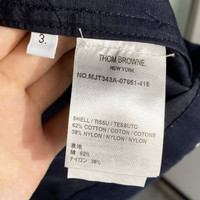 3.
THOM BROWNE.
NEW YORK
NO.MJT343A-07661-415
SHELL / TISSU / TESSUTO
62% COTTON / COTON / COTONE
38% NYLON / NYLON / NYLON
表地
綿 62%
ナイロン 38%